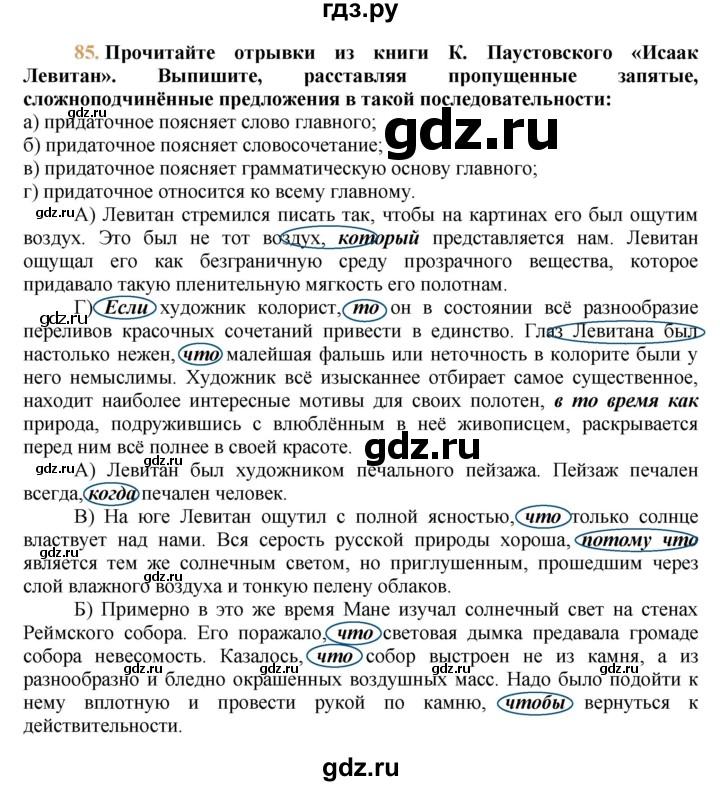 гдз.ру
85. Прочитайте отрывки из книги К. Паустовского «Исаак
Левитан». Выпишите, расставляя пропущенные запятые,
сложноподчинённые предложения в такой последовательности:
а) придаточное поясняет слово главного;
б) придаточное поясняет словосочетание;
в) придаточное поясняет грамматическую основу главного;
г) придаточное относится ко всему главному.
gdz.ru
gdz.ru
gdz.ru
А) Левитан стремился писать так, чтобы на картинах его был ощутим
воздух. Это был не тот воздух, который представляется нам. Левитан
ощущал его как безграничную среду прозрачного вещества, которое
придавало такую пленительную мягкость его полотнам.
Г) Если художник колорист, то он в состоянии всё разнообразие
переливов красочных сочетаний привести в единство. Глаз Левитана был
настолько нежен, что малейшая фальшь или неточность в колорите были у
него немыслимы. Художник всё изысканнее отбирает самое существенное,
находит наиболее интересные мотивы для своих полотен, в то время как
природа, подружившись с влюблённым в неё живописцем, раскрывается
перед ним всё полнее в своей красоте.
gdz.ru
gdz.ru
gdz.ru
А) Левитан был художником печального пейзажа. Пейзаж печален
всегда, когда печален человек.
В) На юге Левитан ощутил с полной ясностью, что только солнце
властвует над нами. Вся серость русской природы хороша, потому что
является тем же солнечным светом, но приглушенным, прошедшим через
слой влажного воздуха и тонкую пелену облаков.
gdz.ru
gdz.ru
Б) Примерно в это же время Мане изучал солнечный свет на стенах
Реймского собора. Его поражало, что световая дымка предавала громаде
собора невесомость. Казалось, что собор выстроен не из камня, а из
разнообразно и бледно окрашенных воздушных масс. Надо было подойти к
нему вплотную и провести рукой по камню, чтобы вернуться к
действительности.
gdz.ru
gdz.ru
gdz.ru